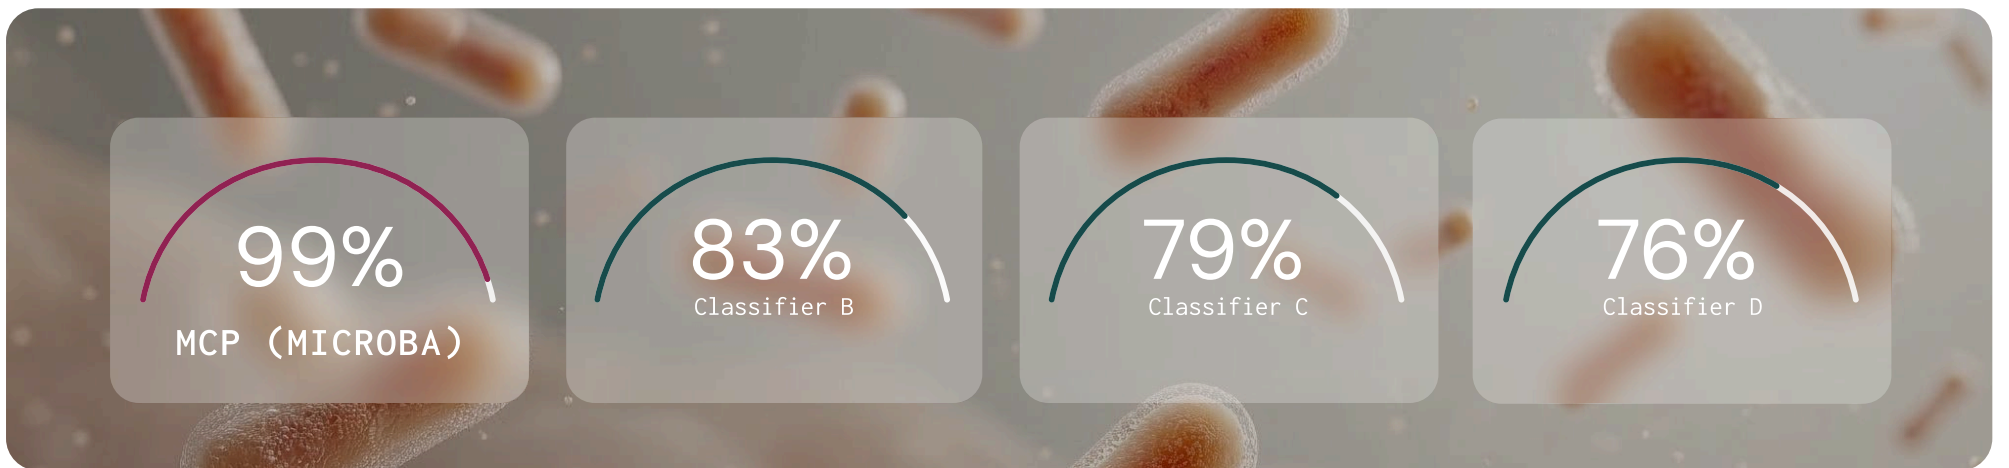 99%
MCP (MICROBA)
83%
Classifier B
79%
Classifier C
76%
Classifier D